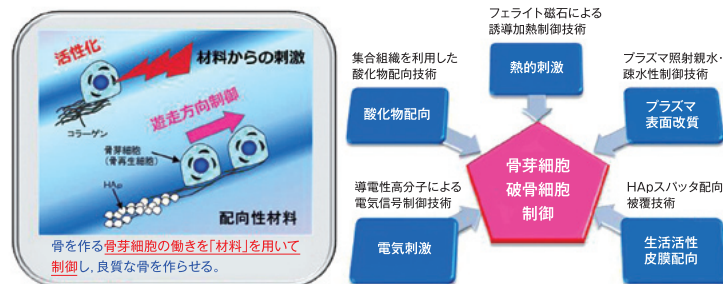 活性化
材料からの刺激
コラーゲン
遊走方向制御
骨芽細胞
(骨再生細胞)
HAp
配向性材料
骨を作る骨芽細胞の働きを「材料」を用いて
制御し，良質な骨を作らせる。
フェライト磁石による
誘導加熱制御技術
熱的刺激
集合組織を利用した
酸化物配向技術
酸化物配向
プラズマ照射親水・
疎水性制御技術
プラズマ
表面改質
骨芽細胞
破骨細胞
制御
導電性高分子による
電気信号制御技術
電気刺激
HApスパッタ配向
被覆技術
生活活性
皮膜配向